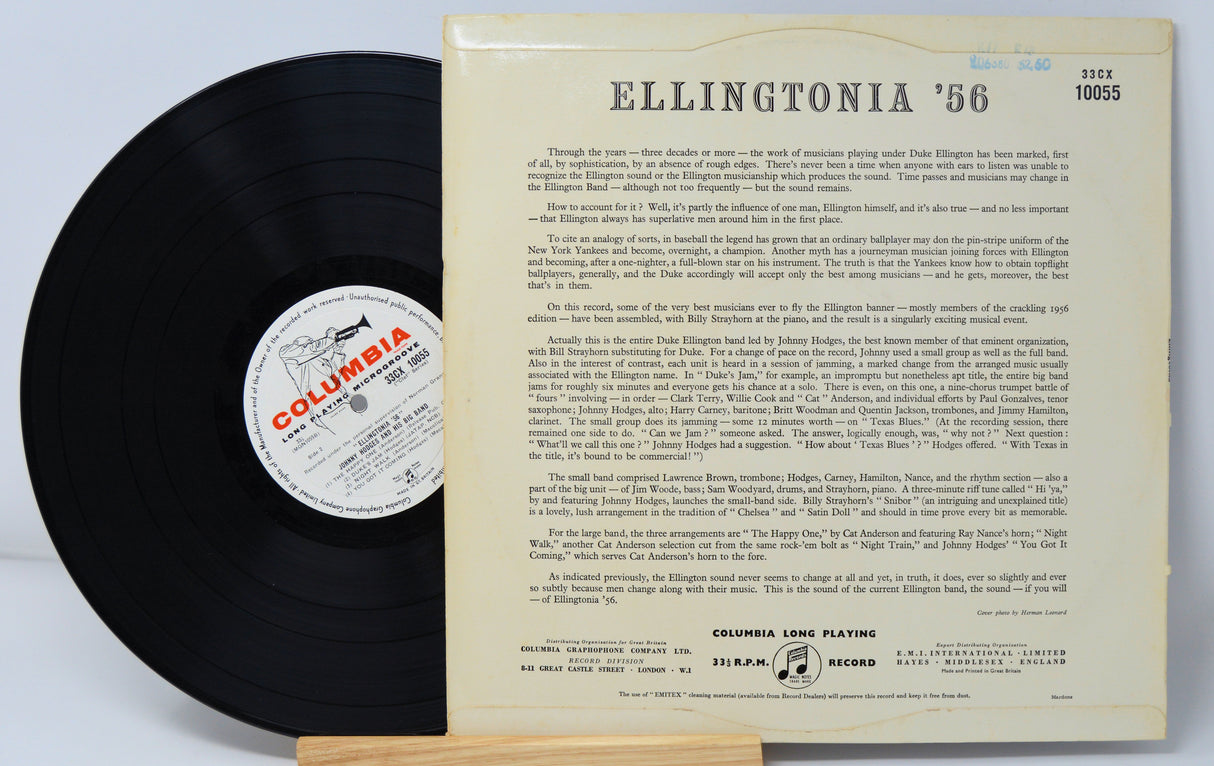 206080 52.60
33CX
10055
ELLINGTONIA '56
Through the years — three decades or more — the work of musicians playing under Duke Ellington has been marked, first
of all, by sophistication, by an absence of rough edges. There's never been a time when anyone with ears to listen was unable to
recognize the Ellington sound or the Ellington musicianship which produces the sound. Time passes and musicians may change in
the Ellington Band — although not too frequently — but the sound remains.
How to account for it ? Well, it's partly the influence of one man, Ellington himself, and it's also true — and no less important
— that Ellington always has superlative men around him in the first place.
To cite an analogy of sorts, in baseball the legend has grown that an ordinary ballplayer may don the pin-stripe uniform of the
New York Yankees and become, overnight, a champion. Another myth has a journeyman musician joining forces with Ellington
and becoming, after a one-nighter, a full-blown star on his instrument. The truth is that the Yankees know how to obtain topflight
ballplayers, generally, and the Duke accordingly will accept only the best among musicians — and he gets, moreover, the best
that's in them.
On this record, some of the very best musicians ever to fly the Ellington banner — mostly members of the crackling 1956
edition — have been assembled, with Billy Strayhorn at the piano, and the result is a singularly exciting musical event.
Actually this is the entire Duke Ellington band led by Johnny Hodges, the best known member of that eminent organization,
with Bill Strayhorn substituting for Duke. For a change of pace on the record, Johnny used a small group as well as the full band.
Also in the interest of contrast, each unit is heard in a session of jamming, a marked change from the arranged music usually
associated with the Ellington name. In “ Duke's Jam,” for example, an impromptu but nonetheless apt title, the entire big band
jams for roughly six minutes and everyone gets his chance at a solo. There is even, on this one, a nine-chorus trumpet battle of
“ fours ” involving — in order — Clark Terry, Willie Cook and “ Cat ” Anderson, and individual efforts by Paul Gonzalves, tenor
saxophone ; Johnny Hodges, alto ; Harry Carney, baritone ; Britt Woodman and Quentin Jackson, trombones, and Jimmy Hamilton,
clarinet. The small group does its jamming — some 12 minutes worth — on “ Texas Blues.” (At the recording session, there
remained one side to do. “ Can we Jam ? ” someone asked. The answer, logically enough, was, “ why not ? ” Next question :
“ What'll we call this one ? ” Johnny Hodges had a suggestion. “ How about ‘ Texas Blues ’ ? ” Hodges offered. “ With Texas in
the title, it's bound to be commercial ! ”)
The small band comprised Lawrence Brown, trombone ; Hodges, Carney, Hamilton, Nance, and the rhythm section — also a
part of the big unit — of Jim Woode, bass ; Sam Woodyard, drums, and Strayhorn, piano. A three-minute riff tune called “ Hi 'ya,”
by and featuring Johnny Hodges, launches the small-band side. Billy Strayhorn's “ Snibor ” (an intriguing and unexplained title)
is a lovely, lush arrangement in the tradition of “ Chelsea ” and “ Satin Doll ” and should in time prove every bit as memorable.
For the large band, the three arrangements are “ The Happy One,” by Cat Anderson and featuring Ray Nance's horn ; “ Night
Walk,” another Cat Anderson selection cut from the same rock-'em bolt as “ Night Train,” and Johnny Hodges' “ You Got It
Coming,” which serves Cat Anderson's horn to the fore.
As indicated previously, the Ellington sound never seems to change at all and yet, in truth, it does, ever so slightly and ever
so subtly because men change along with their music. This is the sound of the current Ellington band, the sound — if you will
— of Ellingtonia '56.
Cover photo by Herman Leonard
Distributing Organisation for Great Britain
COLUMBIA GRAPHOPHONE COMPANY LTD.
RECORD DIVISION
8-11 GREAT CASTLE STREET · LONDON · W.1
COLUMBIA LONG PLAYING
33⅓ R.P.M. RECORD
MAGIC NOTES
TRADE MARK
Export Distributing Organisation
E.M.I. INTERNATIONAL · LIMITED
HAYES · MIDDLESEX · ENGLAND
Made and Printed in Great Britain
The use of “ EMITEX ” cleaning material (available from Record Dealers) will preserve this record and keep it free from dust.
Mardons
of the Manufacturer and of the Owner of the recorded work reserved · Unauthorised public performance
COLUMBIA
LONG PLAYING MICROGROOVE
33CX 10055
ELLINGTONIA '56
JOHNNY HODGES AND HIS BIG BAND
Columbia Graphophone Company Limited